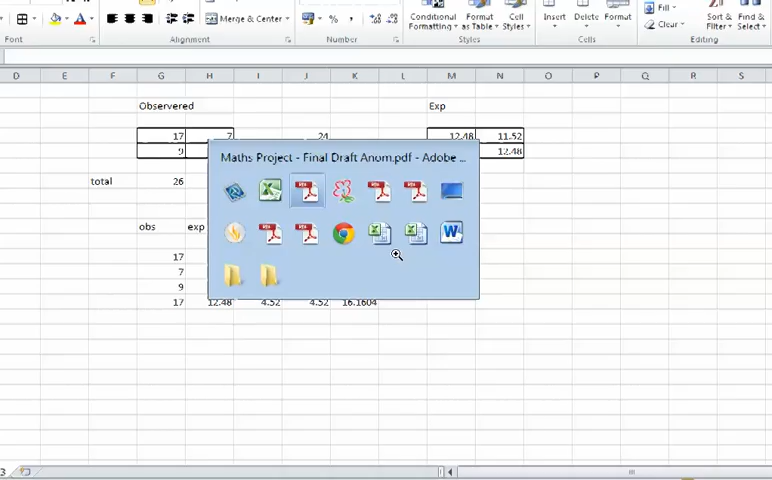 Font Merge & Center Alignment % , Number Conditional Formatting Format as Table Cell Styles Styles Insert Delete Format Cells Fill Clear Sort & Filter Find & Select Editing
D E F G H I J K L M N O P Q R S
Observered Exp
17 7 24 12.48 11.52
9 12.48
Maths Project - Final Draft Anom.pdf - Adobe ...
total 26
obs exp
17
7
9
17 12.48 4.52 4.52 16.1604
3